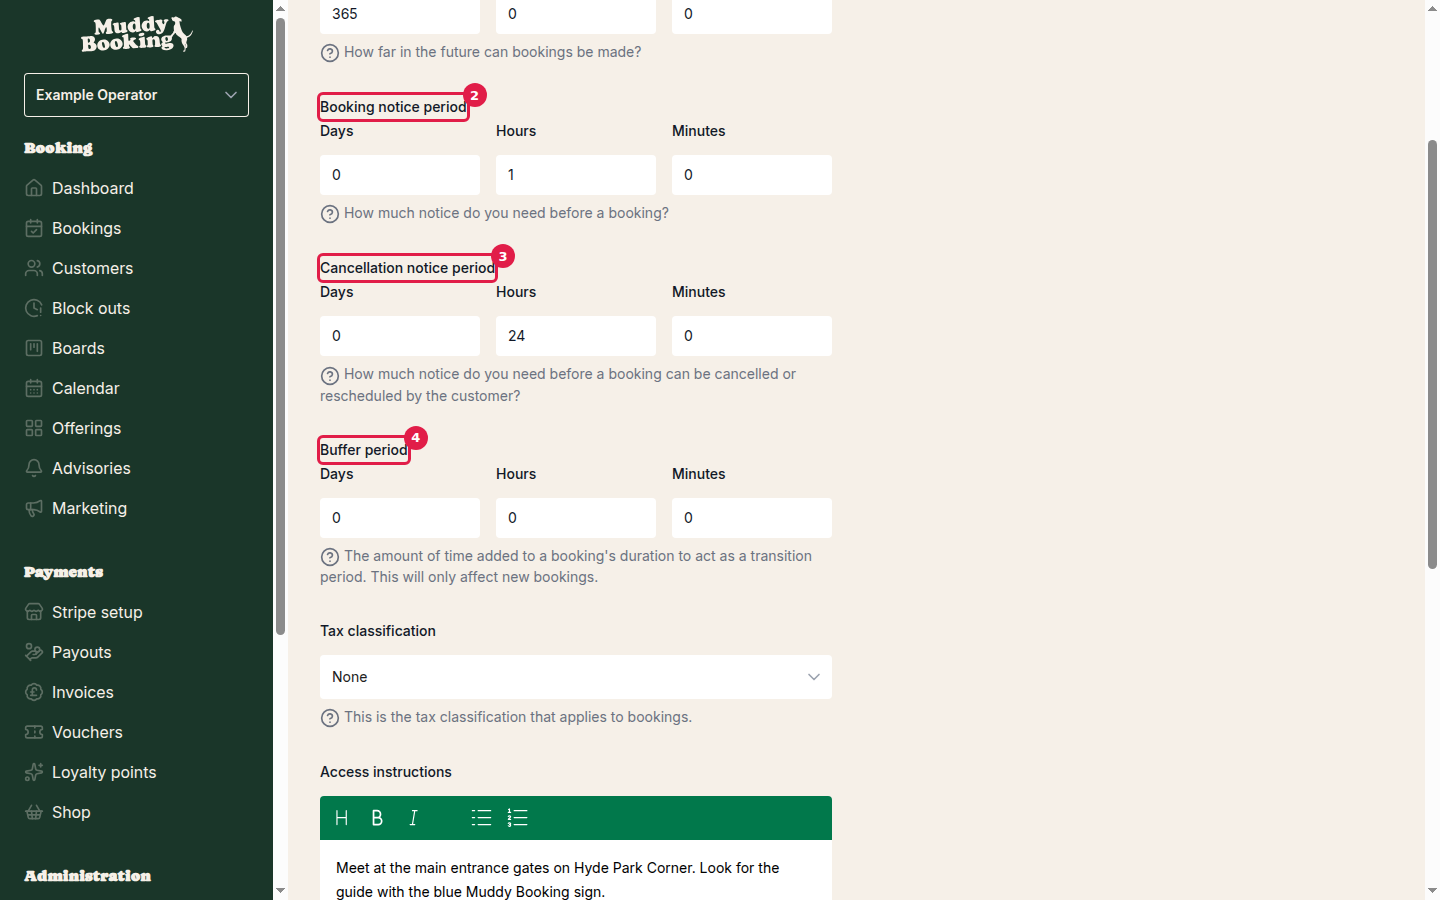 Muddy
Booking
Example Operator
Booking
Dashboard
Bookings
Customers
Block outs
Boards
Calendar
Offerings
Advisories
Marketing
Payments
Stripe setup
Payouts
Invoices
Vouchers
Loyalty points
Shop
Administration
365 0 0
How far in the future can bookings be made?
Booking notice period 2
Days Hours Minutes
0 1 0
How much notice do you need before a booking?
Cancellation notice period 3
Days Hours Minutes
0 24 0
How much notice do you need before a booking can be cancelled or
rescheduled by the customer?
Buffer period 4
Days Hours Minutes
0 0 0
The amount of time added to a booking's duration to act as a transition
period. This will only affect new bookings.
Tax classification
None
This is the tax classification that applies to bookings.
Access instructions
H B I
Meet at the main entrance gates on Hyde Park Corner. Look for the
guide with the blue Muddy Booking sign.